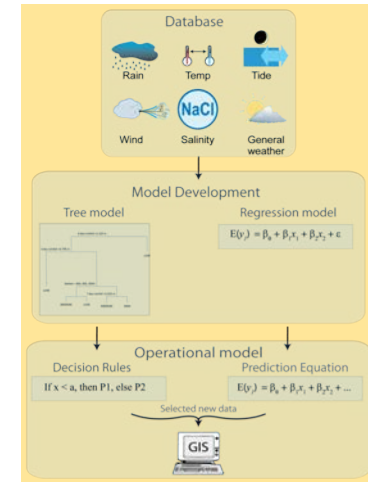 Database
Rain Temp Tide
NaCl
Wind Salinity General
weather
Model Development
Tree model Regression model
E(yᵢ) = β₀ + β₁x₁ + β₂x₂ + ε
Operational model
Decision Rules Prediction Equation
If x < a, then P1, else P2 E(yᵢ) = β₀ + β₁x₁ + β₂x₂ + ...
Selected new data
GIS